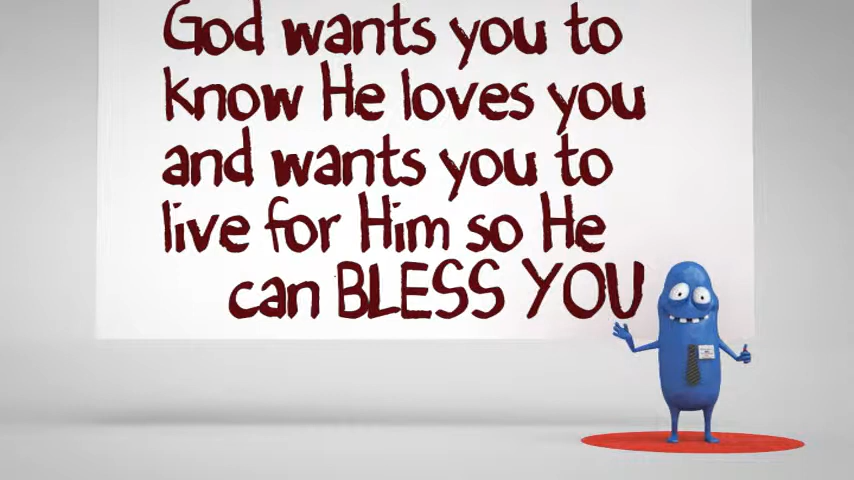 God wants you to
know He loves you
and wants you to
live for Him so He
can BLESS YOU